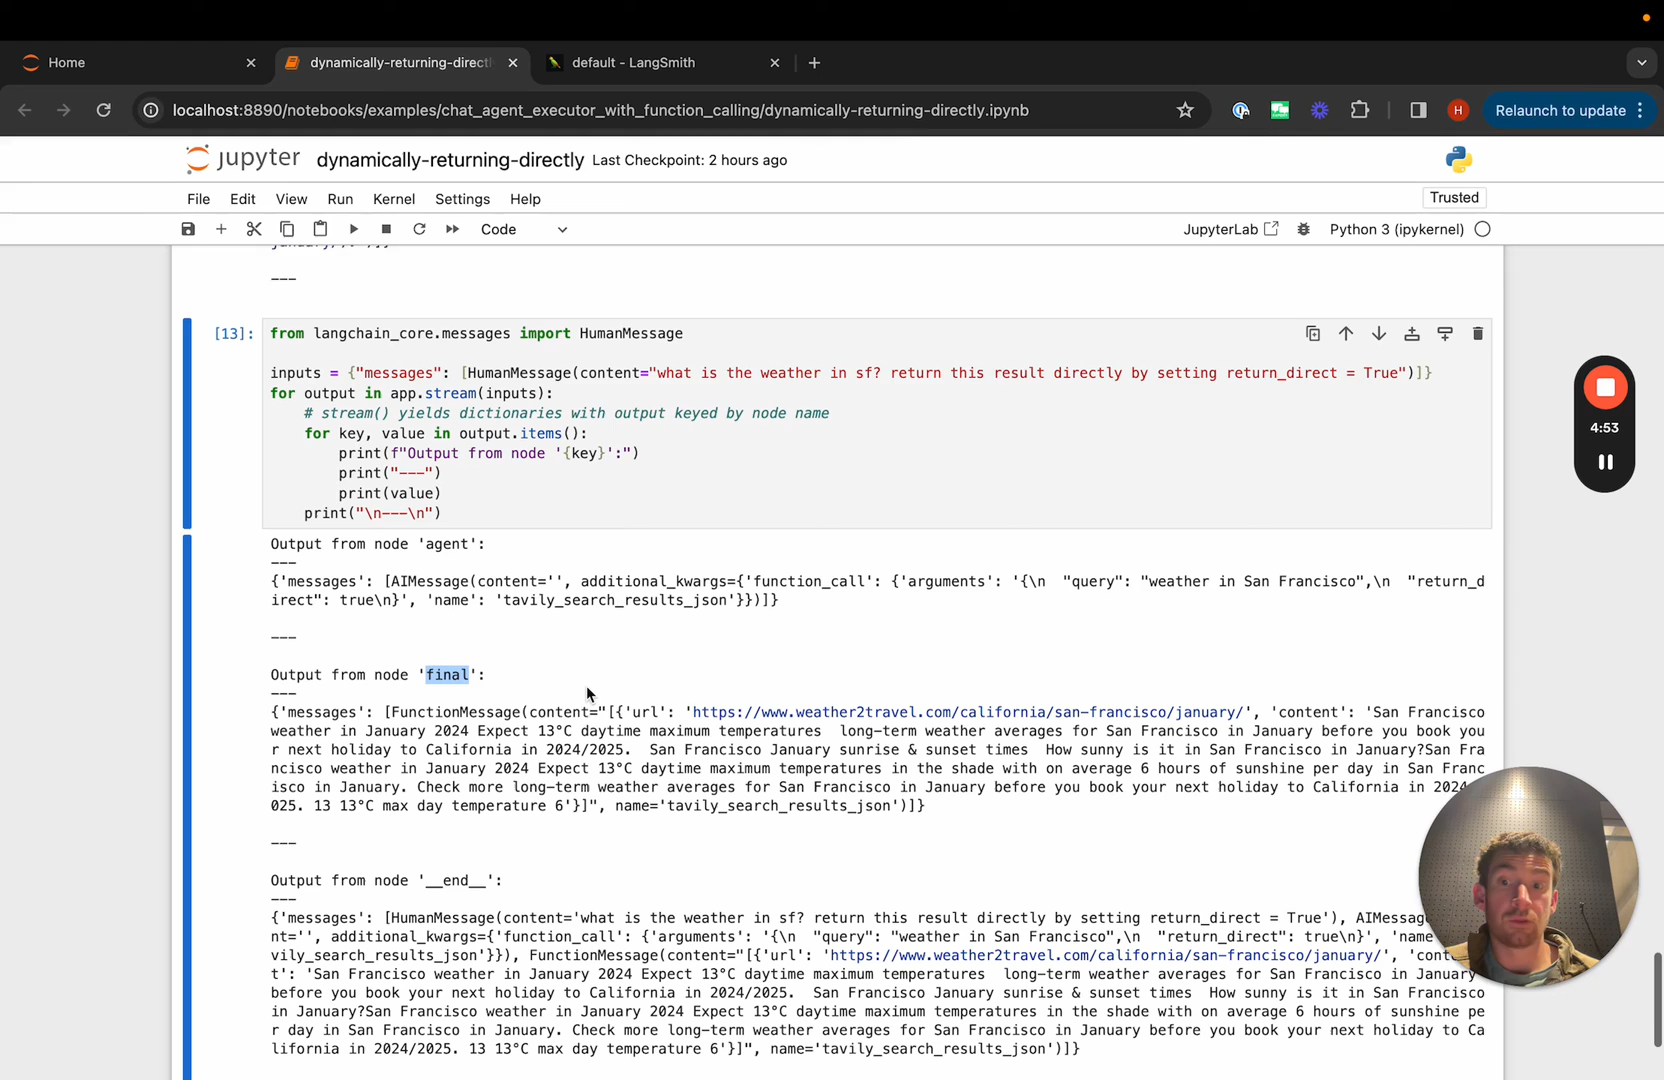 Home
dynamically-returning-direct
default - LangSmith
localhost:8890/notebooks/examples/chat_agent_executor_with_function_calling/dynamically-returning-directly.ipynb
H
Relaunch to update
jupyter
dynamically-returning-directly
Last Checkpoint: 2 hours ago
File Edit View Run Kernel Settings Help
Trusted
Code
JupyterLab
Python 3 (ipykernel)
---
[13]:
from langchain_core.messages import HumanMessage
inputs = {"messages": [HumanMessage(content="what is the weather in sf? return this result directly by setting return_direct = True")]}
for output in app.stream(inputs):
# stream() yields dictionaries with output keyed by node name
for key, value in output.items():
print(f"Output from node '{key}':")
print("---")
print(value)
print("\n---\n")
4:53
Output from node 'agent':
---
{'messages': [AIMessage(content='', additional_kwargs={'function_call': {'arguments': '{\n  "query": "weather in San Francisco",\n  "return_d
irect": true\n}', 'name': 'tavily_search_results_json'}})]}
---
Output from node 'final':
---
{'messages': [FunctionMessage(content="[{'url': 'https://www.weather2travel.com/california/san-francisco/january/', 'content': 'San Francisco
weather in January 2024 Expect 13°C daytime maximum temperatures  long-term weather averages for San Francisco in January before you book you
r next holiday to California in 2024/2025.  San Francisco January sunrise & sunset times  How sunny is it in San Francisco in January?San Fra
ncisco weather in January 2024 Expect 13°C daytime maximum temperatures in the shade with on average 6 hours of sunshine per day in San Franc
isco in January. Check more long-term weather averages for San Francisco in January before you book your next holiday to California in 202
025. 13 13°C max day temperature 6'}]", name='tavily_search_results_json')]}
---
Output from node '__end__':
---
{'messages': [HumanMessage(content='what is the weather in sf? return this result directly by setting return_direct = True'), AIMessag
nt='', additional_kwargs={'function_call': {'arguments': '{\n  "query": "weather in San Francisco",\n  "return_direct": true\n}', 'name
vily_search_results_json'}}), FunctionMessage(content="[{'url': 'https://www.weather2travel.com/california/san-francisco/january/', 'cont
t': 'San Francisco weather in January 2024 Expect 13°C daytime maximum temperatures  long-term weather averages for San Francisco in January
before you book your next holiday to California in 2024/2025.  San Francisco January sunrise & sunset times  How sunny is it in San Francisco
in January?San Francisco weather in January 2024 Expect 13°C daytime maximum temperatures in the shade with on average 6 hours of sunshine pe
r day in San Francisco in January. Check more long-term weather averages for San Francisco in January before you book your next holiday to Ca
lifornia in 2024/2025. 13 13°C max day temperature 6'}]", name='tavily_search_results_json')]}